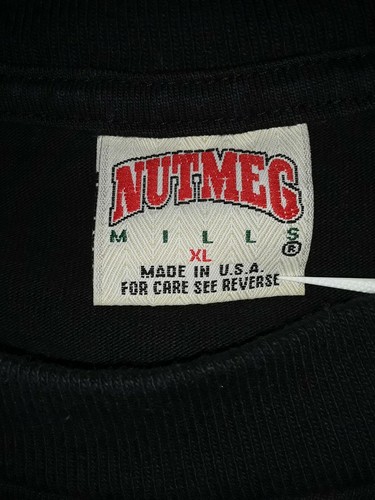 NUTMEG
MILLS®
XL
MADE IN U.S.A.
FOR CARE SEE REVERSE